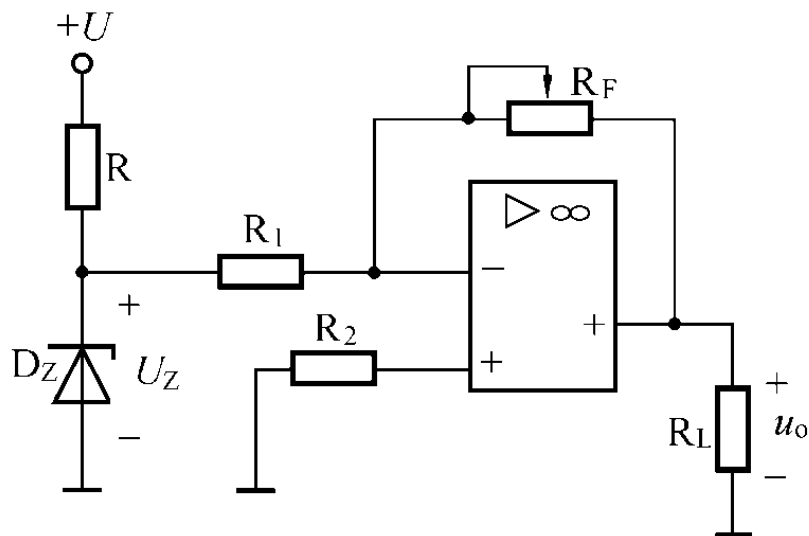 +U
R_F
R
▷ ∞
R_1
−
+
+
R_2
+
D_Z
U_Z
−
+
R_L
u_o
−